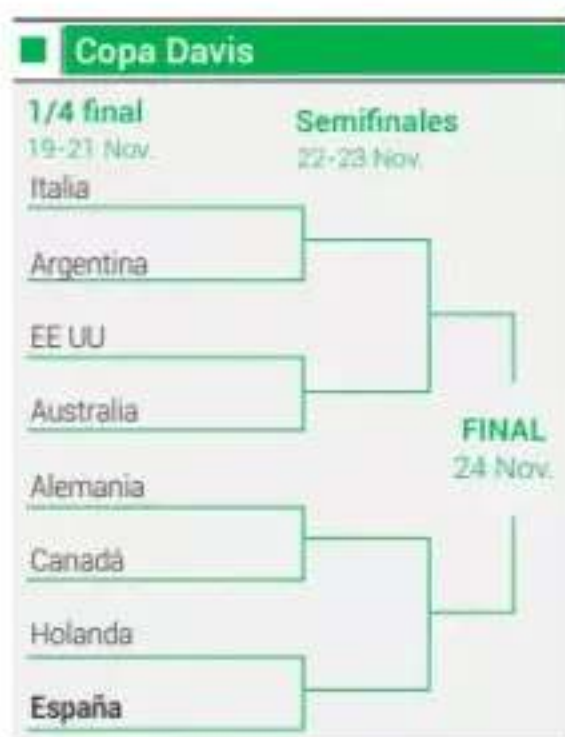 Copa Davis
1/4 final
19-21 Nov.
Semifinales
22-23 Nov.
Italia
Argentina
EE UU
Australia
Alemania
Canadá
Holanda
España
FINAL
24 Nov.